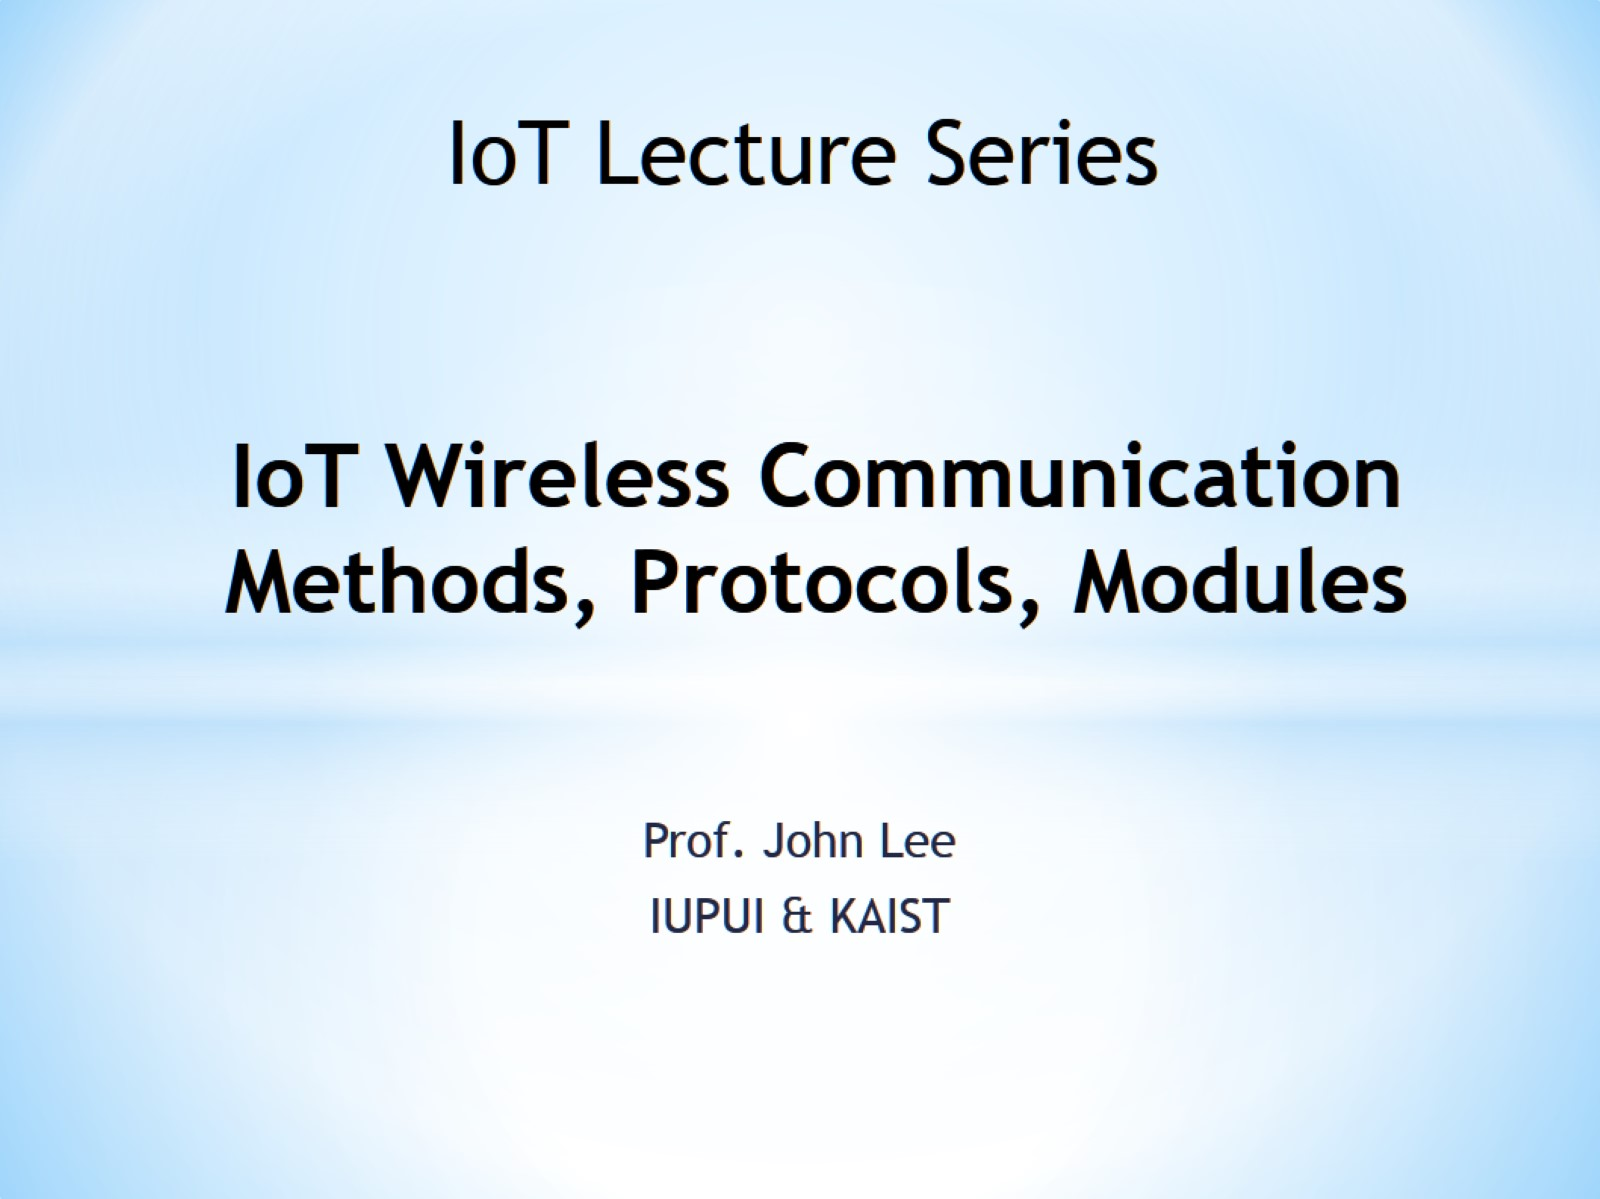 IoT Lecture Series
IoT Wireless Communication
Methods, Protocols, Modules
Prof. John Lee
IUPUI & KAIST